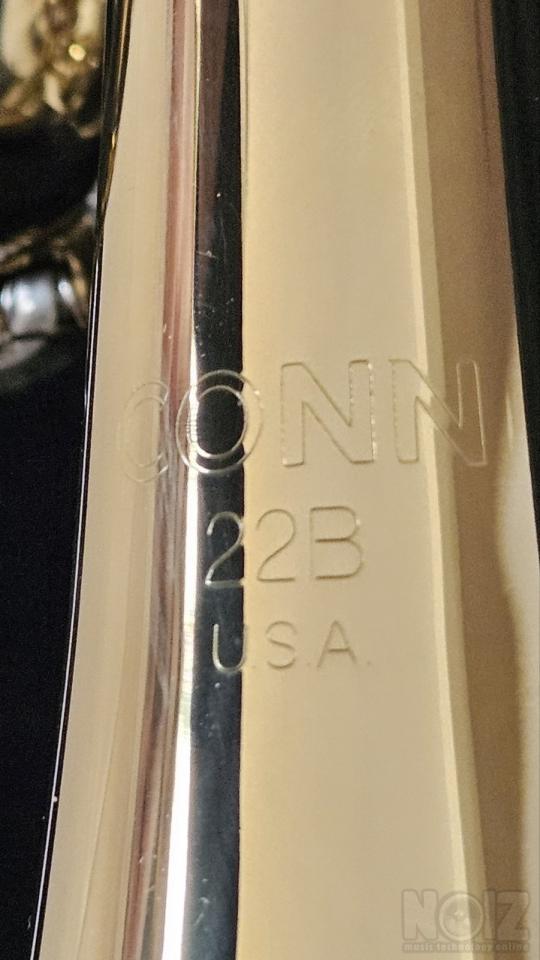 CONN
22B
U.S.A.
NOIZ
music technology online